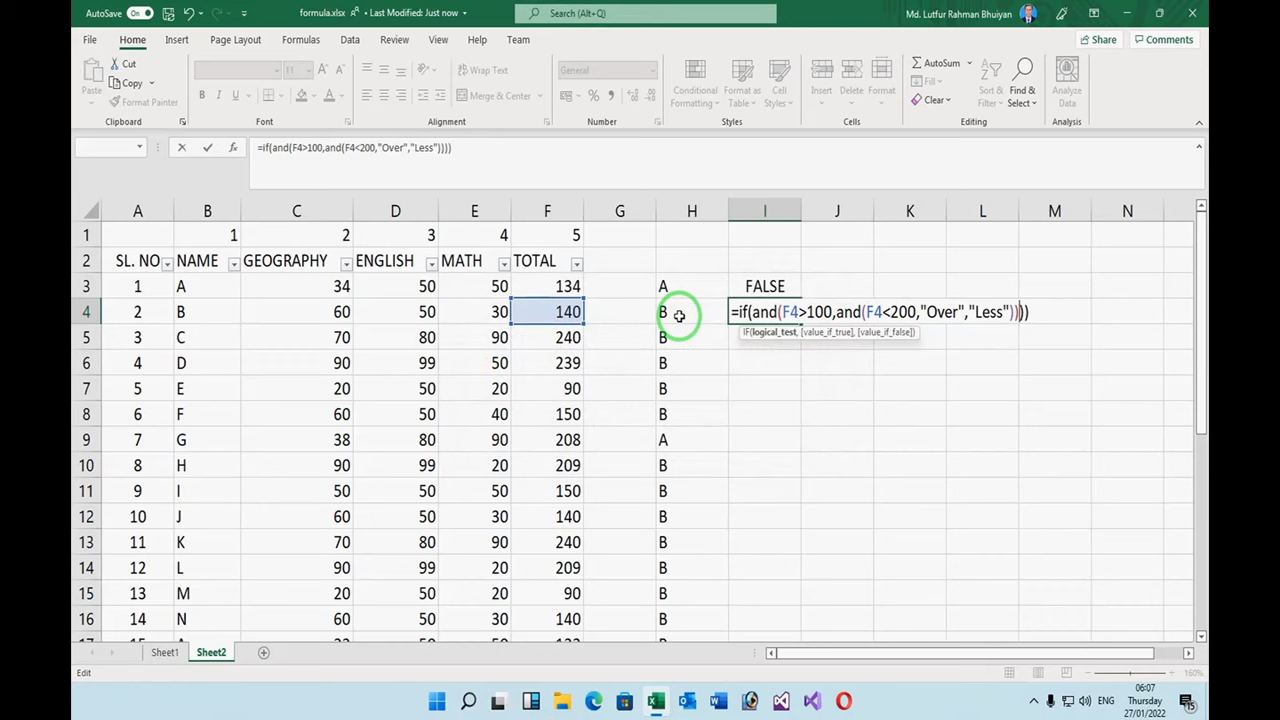 AutoSave On formula.xlsx • Last Modified: Just now Search (Alt+Q) Md. Lutfur Rahman Bhuiyan
File Home Insert Page Layout Formulas Data Review View Help Team Share Comments
Paste Cut Copy Format Painter Clipboard
11 B I U Font
Wrap Text Merge & Center Alignment
General % Number
Conditional Formatting Format as Table Cell Styles Styles
Insert Delete Format Cells
AutoSum Fill Clear Sort & Filter Find & Select Editing
Analyze Data Analysis
fx =if(and(F4>100,and(F4<200,"Over","Less"))))
A B C D E F G H I J K L M N
1 1 2 3 4 5
2 SL. NO NAME GEOGRAPHY ENGLISH MATH TOTAL
3 1 A 34 50 50 134 A FALSE
4 2 B 60 50 30 140 B =if(and(F4>100,and(F4<200,"Over","Less"))))
IF(logical_test, [value_if_true], [value_if_false])
5 3 C 70 80 90 240 B
6 4 D 90 99 50 239 B
7 5 E 20 50 20 90 B
8 6 F 60 50 40 150 B
9 7 G 38 80 90 208 A
10 8 H 90 99 20 209 B
11 9 I 50 50 50 150 B
12 10 J 60 50 30 140 B
13 11 K 70 80 90 240 B
14 12 L 90 99 20 209 B
15 13 M 20 50 20 90 B
16 14 N 60 50 30 140 B
Sheet1 Sheet2
Edit 160%
ENG 06:07
Thursday
27/01/2022 15